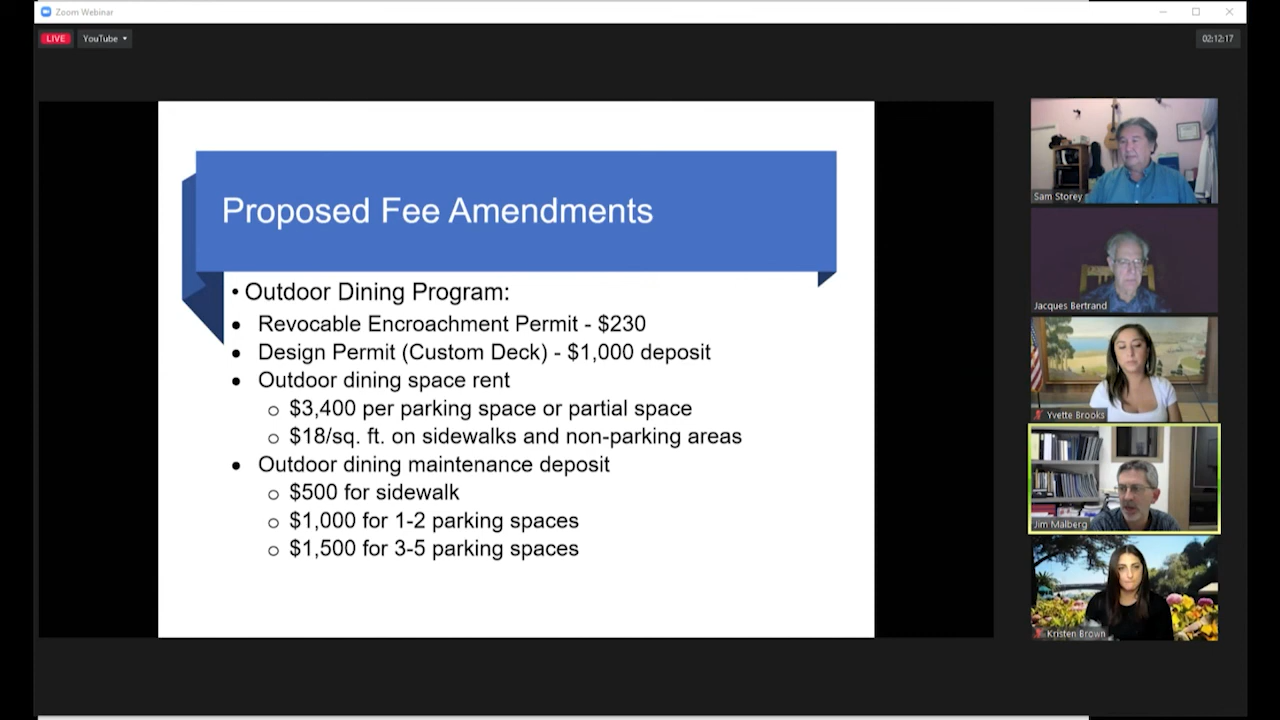 Zoom Webinar
LIVE YouTube
02:12:17
Proposed Fee Amendments
• Outdoor Dining Program:
● Revocable Encroachment Permit - $230
● Design Permit (Custom Deck) - $1,000 deposit
● Outdoor dining space rent
○ $3,400 per parking space or partial space
○ $18/sq. ft. on sidewalks and non-parking areas
● Outdoor dining maintenance deposit
○ $500 for sidewalk
○ $1,000 for 1-2 parking spaces
○ $1,500 for 3-5 parking spaces
Sam Storey
Jacques Bertrand
Yvette Brooks
Jim Malberg
Kristen Brown